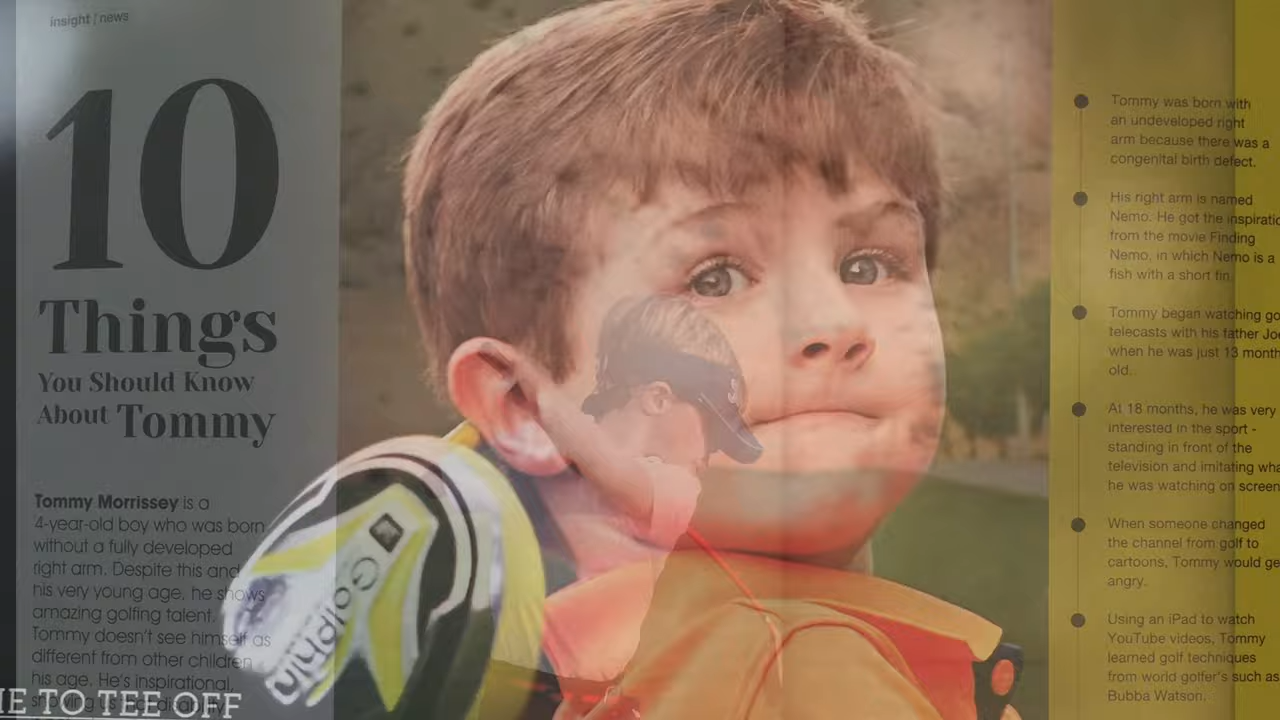 insight / news
10
Things
You Should Know
About Tommy
Tommy Morrissey is a
4-year-old boy who was born
without a fully developed
right arm. Despite this and
his very young age, he shows
amazing golfing talent.
Tommy doesn't see himself as
different from other children
his age. He's inspirational,
showing us that disability
IE TO TEE OFF
Golphin
Tommy was born with
an undeveloped right
arm because there was a
congenital birth defect.
His right arm is named
Nemo. He got the inspiratio
from the movie Finding
Nemo, in which Nemo is a
fish with a short fin.
Tommy began watching go
telecasts with his father Joe
when he was just 13 month
old.
At 18 months, he was very
interested in the sport -
standing in front of the
television and imitating wha
he was watching on screen
When someone changed
the channel from golf to
cartoons, Tommy would ge
angry.
Using an iPad to watch
YouTube videos, Tommy
learned golf techniques
from world golfer's such as
Bubba Watson.